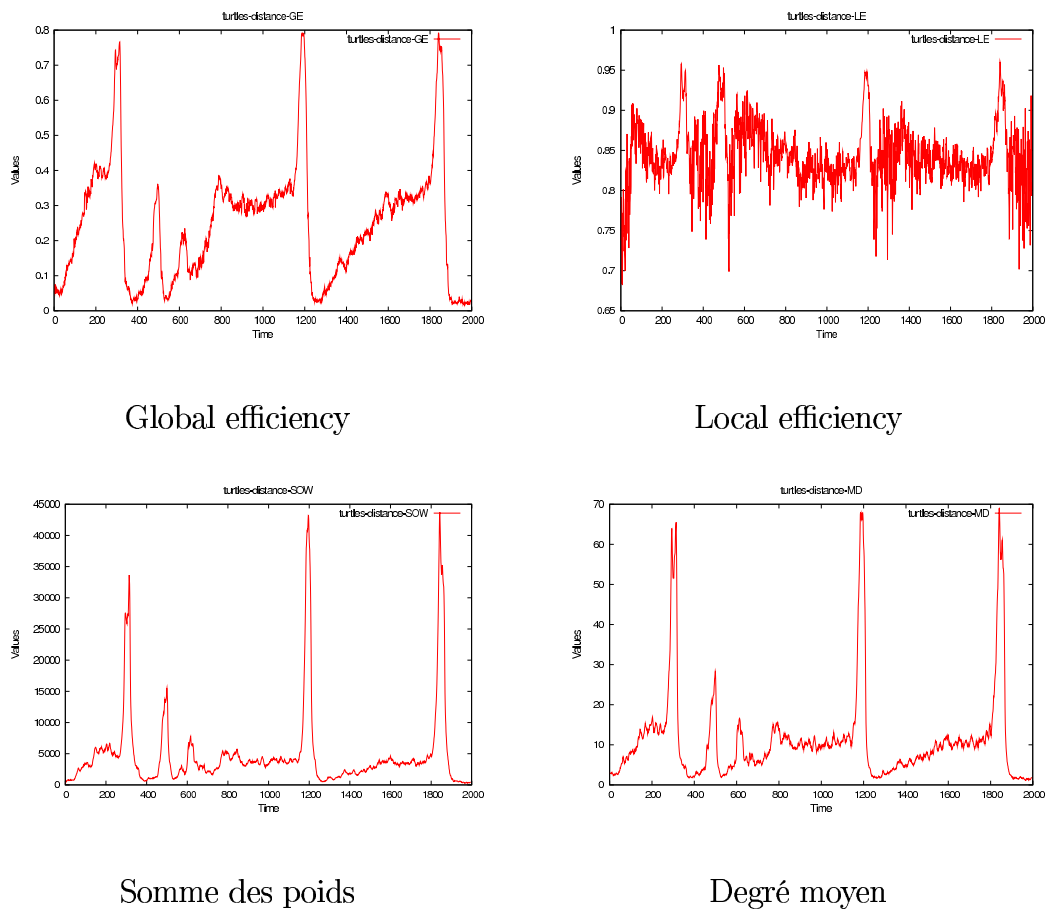 turtles-distance-GE
turtles-distance-GE
Values
0.8
0.7
0.6
0.5
0.4
0.3
0.2
0.1
0
0 200 400 600 800 1000 1200 1400 1600 1800 2000
Time
Global efficiency
turtles-distance-LE
turtles-distance-LE
Values
1
0.95
0.9
0.85
0.8
0.75
0.7
0.65
0 200 400 600 800 1000 1200 1400 1600 1800 2000
Time
Local efficiency
turtles-distance-SOW
turtles-distance-SOW
Values
45000
40000
35000
30000
25000
20000
15000
10000
5000
0
0 200 400 600 800 1000 1200 1400 1600 1800 2000
Time
Somme des poids
turtles-distance-MD
turtles-distance-MD
Values
70
60
50
40
30
20
10
0
0 200 400 600 800 1000 1200 1400 1600 1800 2000
Time
Degré moyen